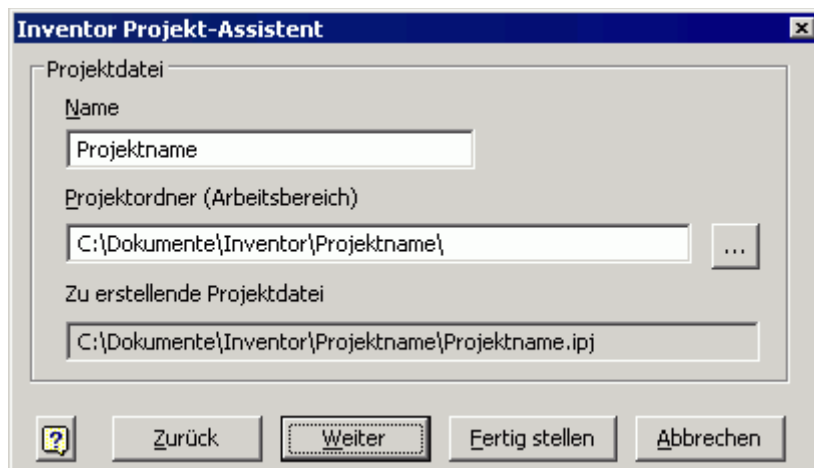 Inventor Projekt-Assistent
Projektdatei
Name
Projektname
Projektordner (Arbeitsbereich)
C:\Dokumente\Inventor\Projektname\
...
Zu erstellende Projektdatei
C:\Dokumente\Inventor\Projektname\Projektname.ipj
Zurück Weiter Fertig stellen Abbrechen